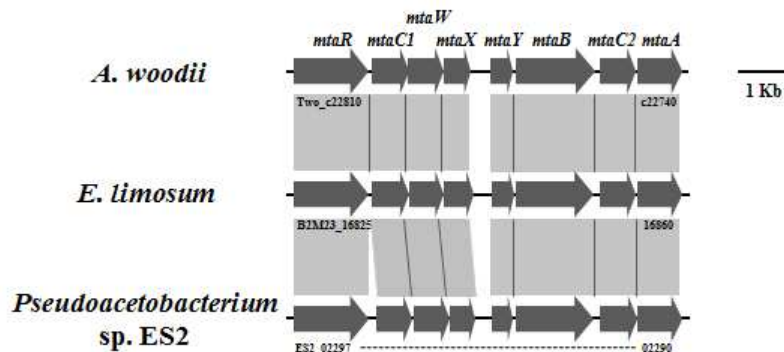 mtaW
mtaR mtaC1 mtaX mtaY mtaB mtaC2 mtaA
A. woodii
1 Kb
Two_c22810 c22740
E. limosum
B2M23_16825 16860
Pseudoacetobacterium
sp. ES2
ES2_02297 02290